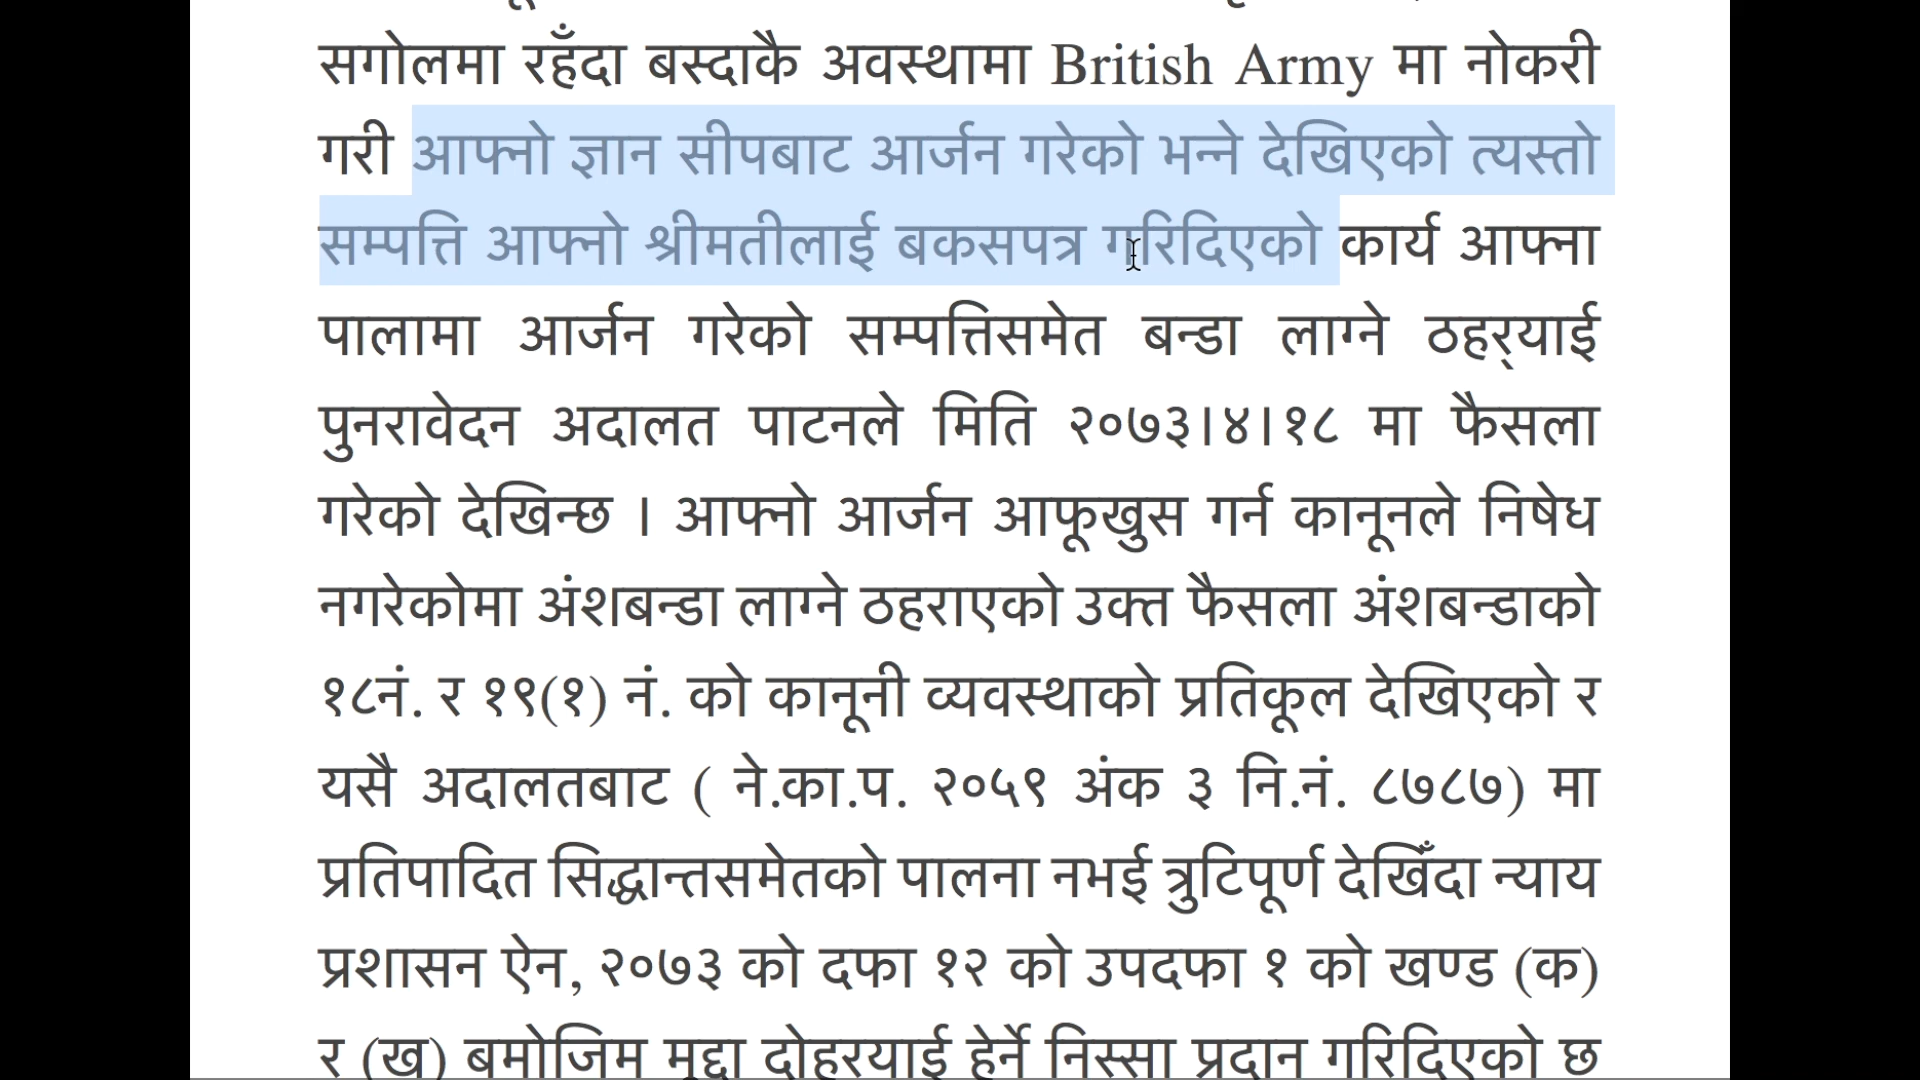 सगोलमा रहँदा बस्दाकै अवस्थामा British Army मा नोकरी
गरी आफ्नो ज्ञान सीपबाट आर्जन गरेको भन्ने देखिएको त्यस्तो
सम्पत्ति आफ्नो श्रीमतीलाई बकसपत्र गरिदिएको कार्य आफ्ना
पालामा आर्जन गरेको सम्पत्तिसमेत बन्डा लाग्ने ठहर्‍याई
पुनरावेदन अदालत पाटनले मिति २०७३।४।१८ मा फैसला
गरेको देखिन्छ । आफ्नो आर्जन आफूखुस गर्न कानूनले निषेध
नगरेकोमा अंशबन्डा लाग्ने ठहराएको उक्त फैसला अंशबन्डाको
१८नं. र १९(१) नं. को कानूनी व्यवस्थाको प्रतिकूल देखिएको र
यसै अदालतबाट ( ने.का.प. २०५९ अंक ३ नि.नं. ८७८७) मा
प्रतिपादित सिद्धान्तसमेतको पालना नभई त्रुटिपूर्ण देखिँदा न्याय
प्रशासन ऐन, २०७३ को दफा १२ को उपदफा १ को खण्ड (क)
र (ख) बमोजिम मुद्दा दोहरयाई हेर्ने निस्सा प्रदान गरिदिएको छ